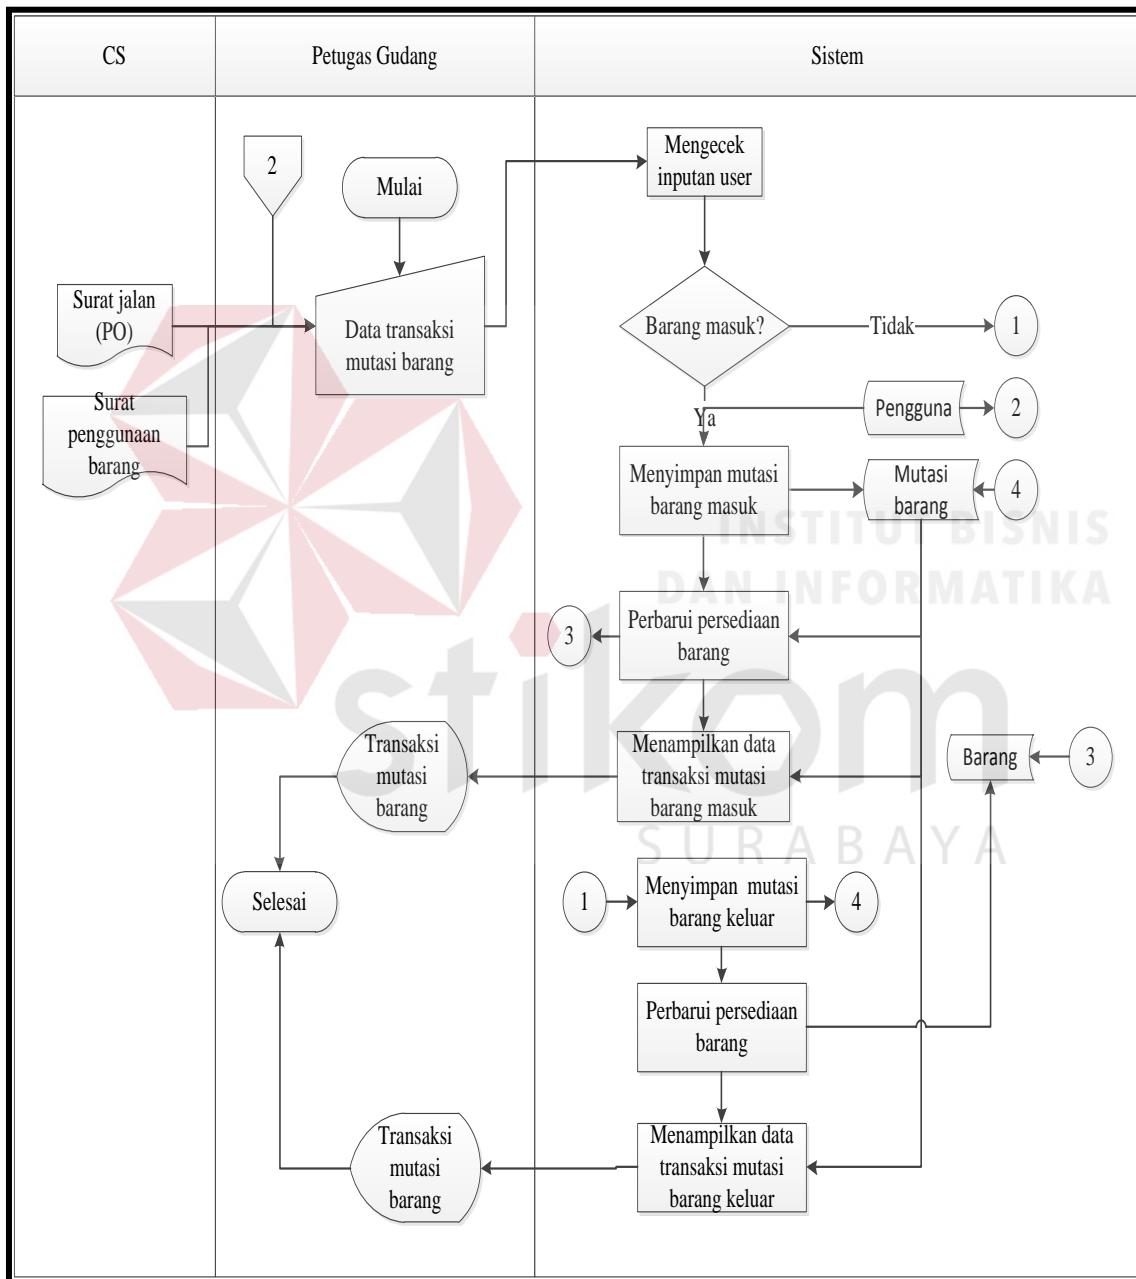 CS
Petugas Gudang
Sistem
2
Mulai
Mengecek
inputan user
Surat jalan
(PO)
Data transaksi
mutasi barang
Barang masuk?
Tidak
1
Surat
penggunaan
barang
Ya
Pengguna
2
Menyimpan mutasi
barang masuk
Mutasi
barang
4
INSTITUT BISNIS
DAN INFORMATIKA
3
Perbarui persediaan
barang
stikom
Transaksi
mutasi
barang
Menampilkan data
transaksi mutasi
barang masuk
Barang
3
SURABAYA
Selesai
1
Menyimpan mutasi
barang keluar
4
Perbarui persediaan
barang
Transaksi
mutasi
barang
Menampilkan data
transaksi mutasi
barang keluar